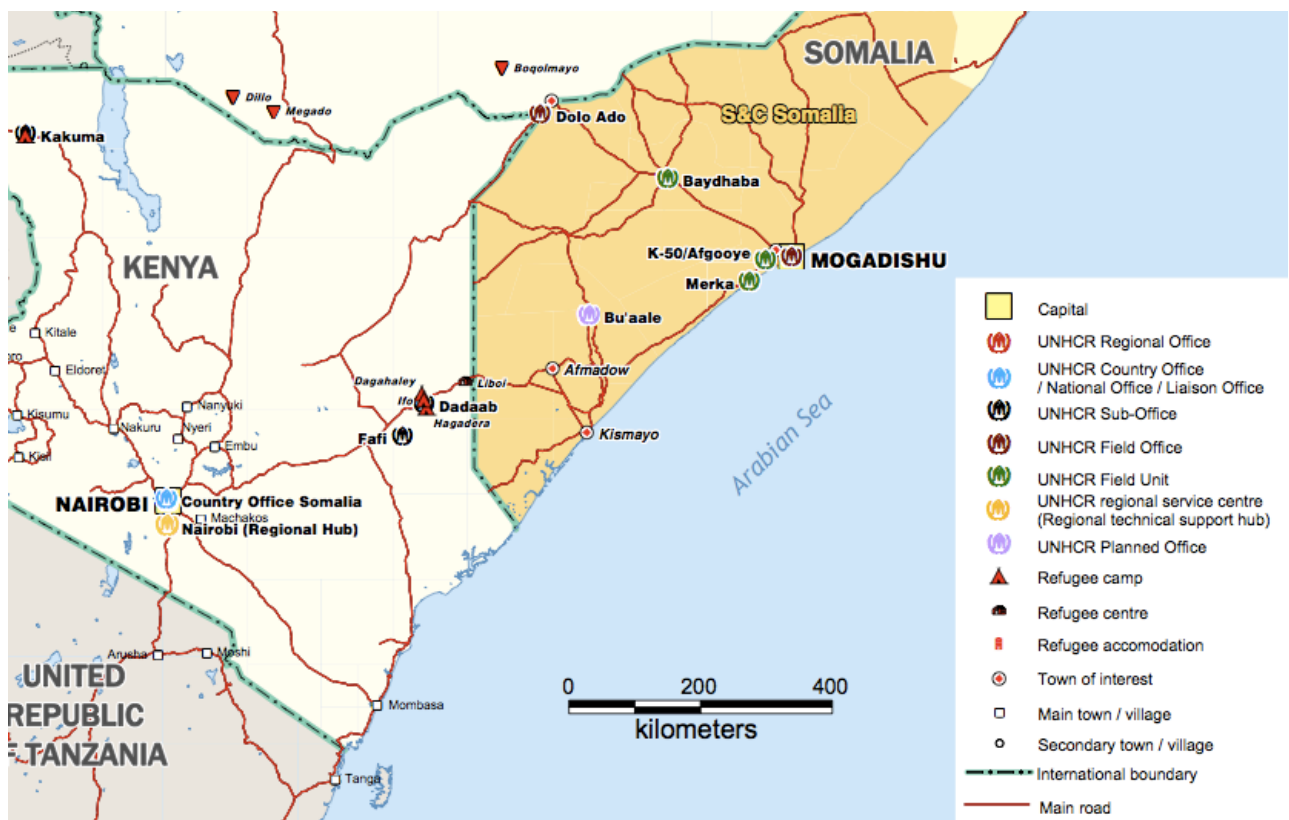 SOMALIA
Boqolmayo
Dillo
Megado
Dolo Ado
S&C Somalia
Kakuma
Baydhaba
KENYA
K-50/Afgooye
MOGADISHU
Merka
Bu'aale
Kitale
Eldoret
Afmadow
Dagahaley
Liboi
Ifo
Dadaab
Hagadera
Kisumu
Nanyuki
Nakuru
Nyeri
Embu
Fafi
Kismayo
Kisii
Arabian Sea
NAIROBI
Country Office Somalia
Machakos
Nairobi (Regional Hub)
Arusha
Moshi
UNITED
REPUBLIC
F TANZANIA
Mombasa
Tanga
0 200 400
kilometers
Capital
UNHCR Regional Office
UNHCR Country Office
/ National Office / Liaison Office
UNHCR Sub-Office
UNHCR Field Office
UNHCR Field Unit
UNHCR regional service centre
(Regional technical support hub)
UNHCR Planned Office
Refugee camp
Refugee centre
Refugee accomodation
Town of interest
Main town / village
Secondary town / village
International boundary
Main road